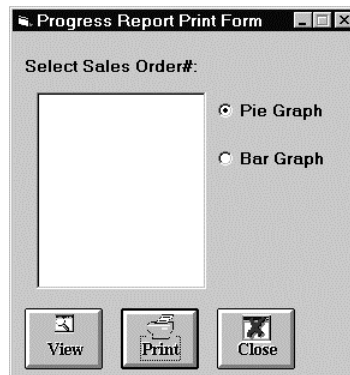 Progress Report Print Form
Select Sales Order#:
Pie Graph
Bar Graph
View Print Close